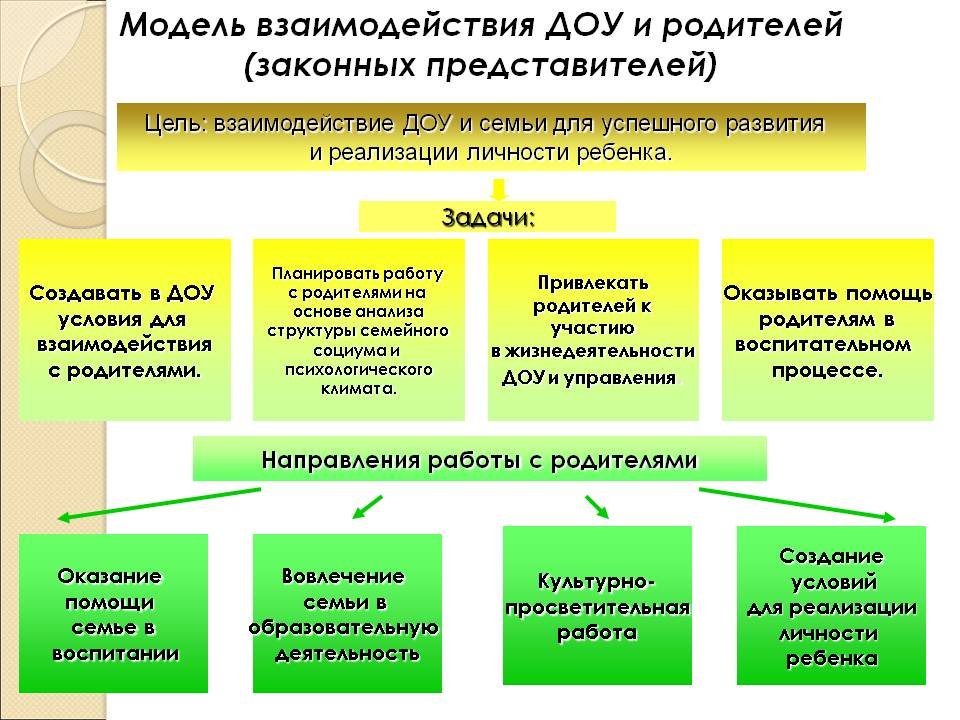 Модель взаимодействия ДОУ и родителей
(законных представителей)
Цель: взаимодействие ДОУ и семьи для успешного развития
и реализации личности ребенка.
Задачи:
Создавать в ДОУ
условия для
взаимодействия
с родителями.
Планировать работу
с родителями на
основе анализа
структуры семейного
социума и
психологического
климата.
Привлекать
родителей к
участию
в жизнедеятельности
ДОУ и управления.
Оказывать помощь
родителям в
воспитательном
процессе.
Направления работы с родителями
Оказание
помощи
семье в
воспитании
Вовлечение
семьи в
образовательную
деятельность
Культурно-
просветительная
работа
Создание
условий
для реализации
личности
ребенка